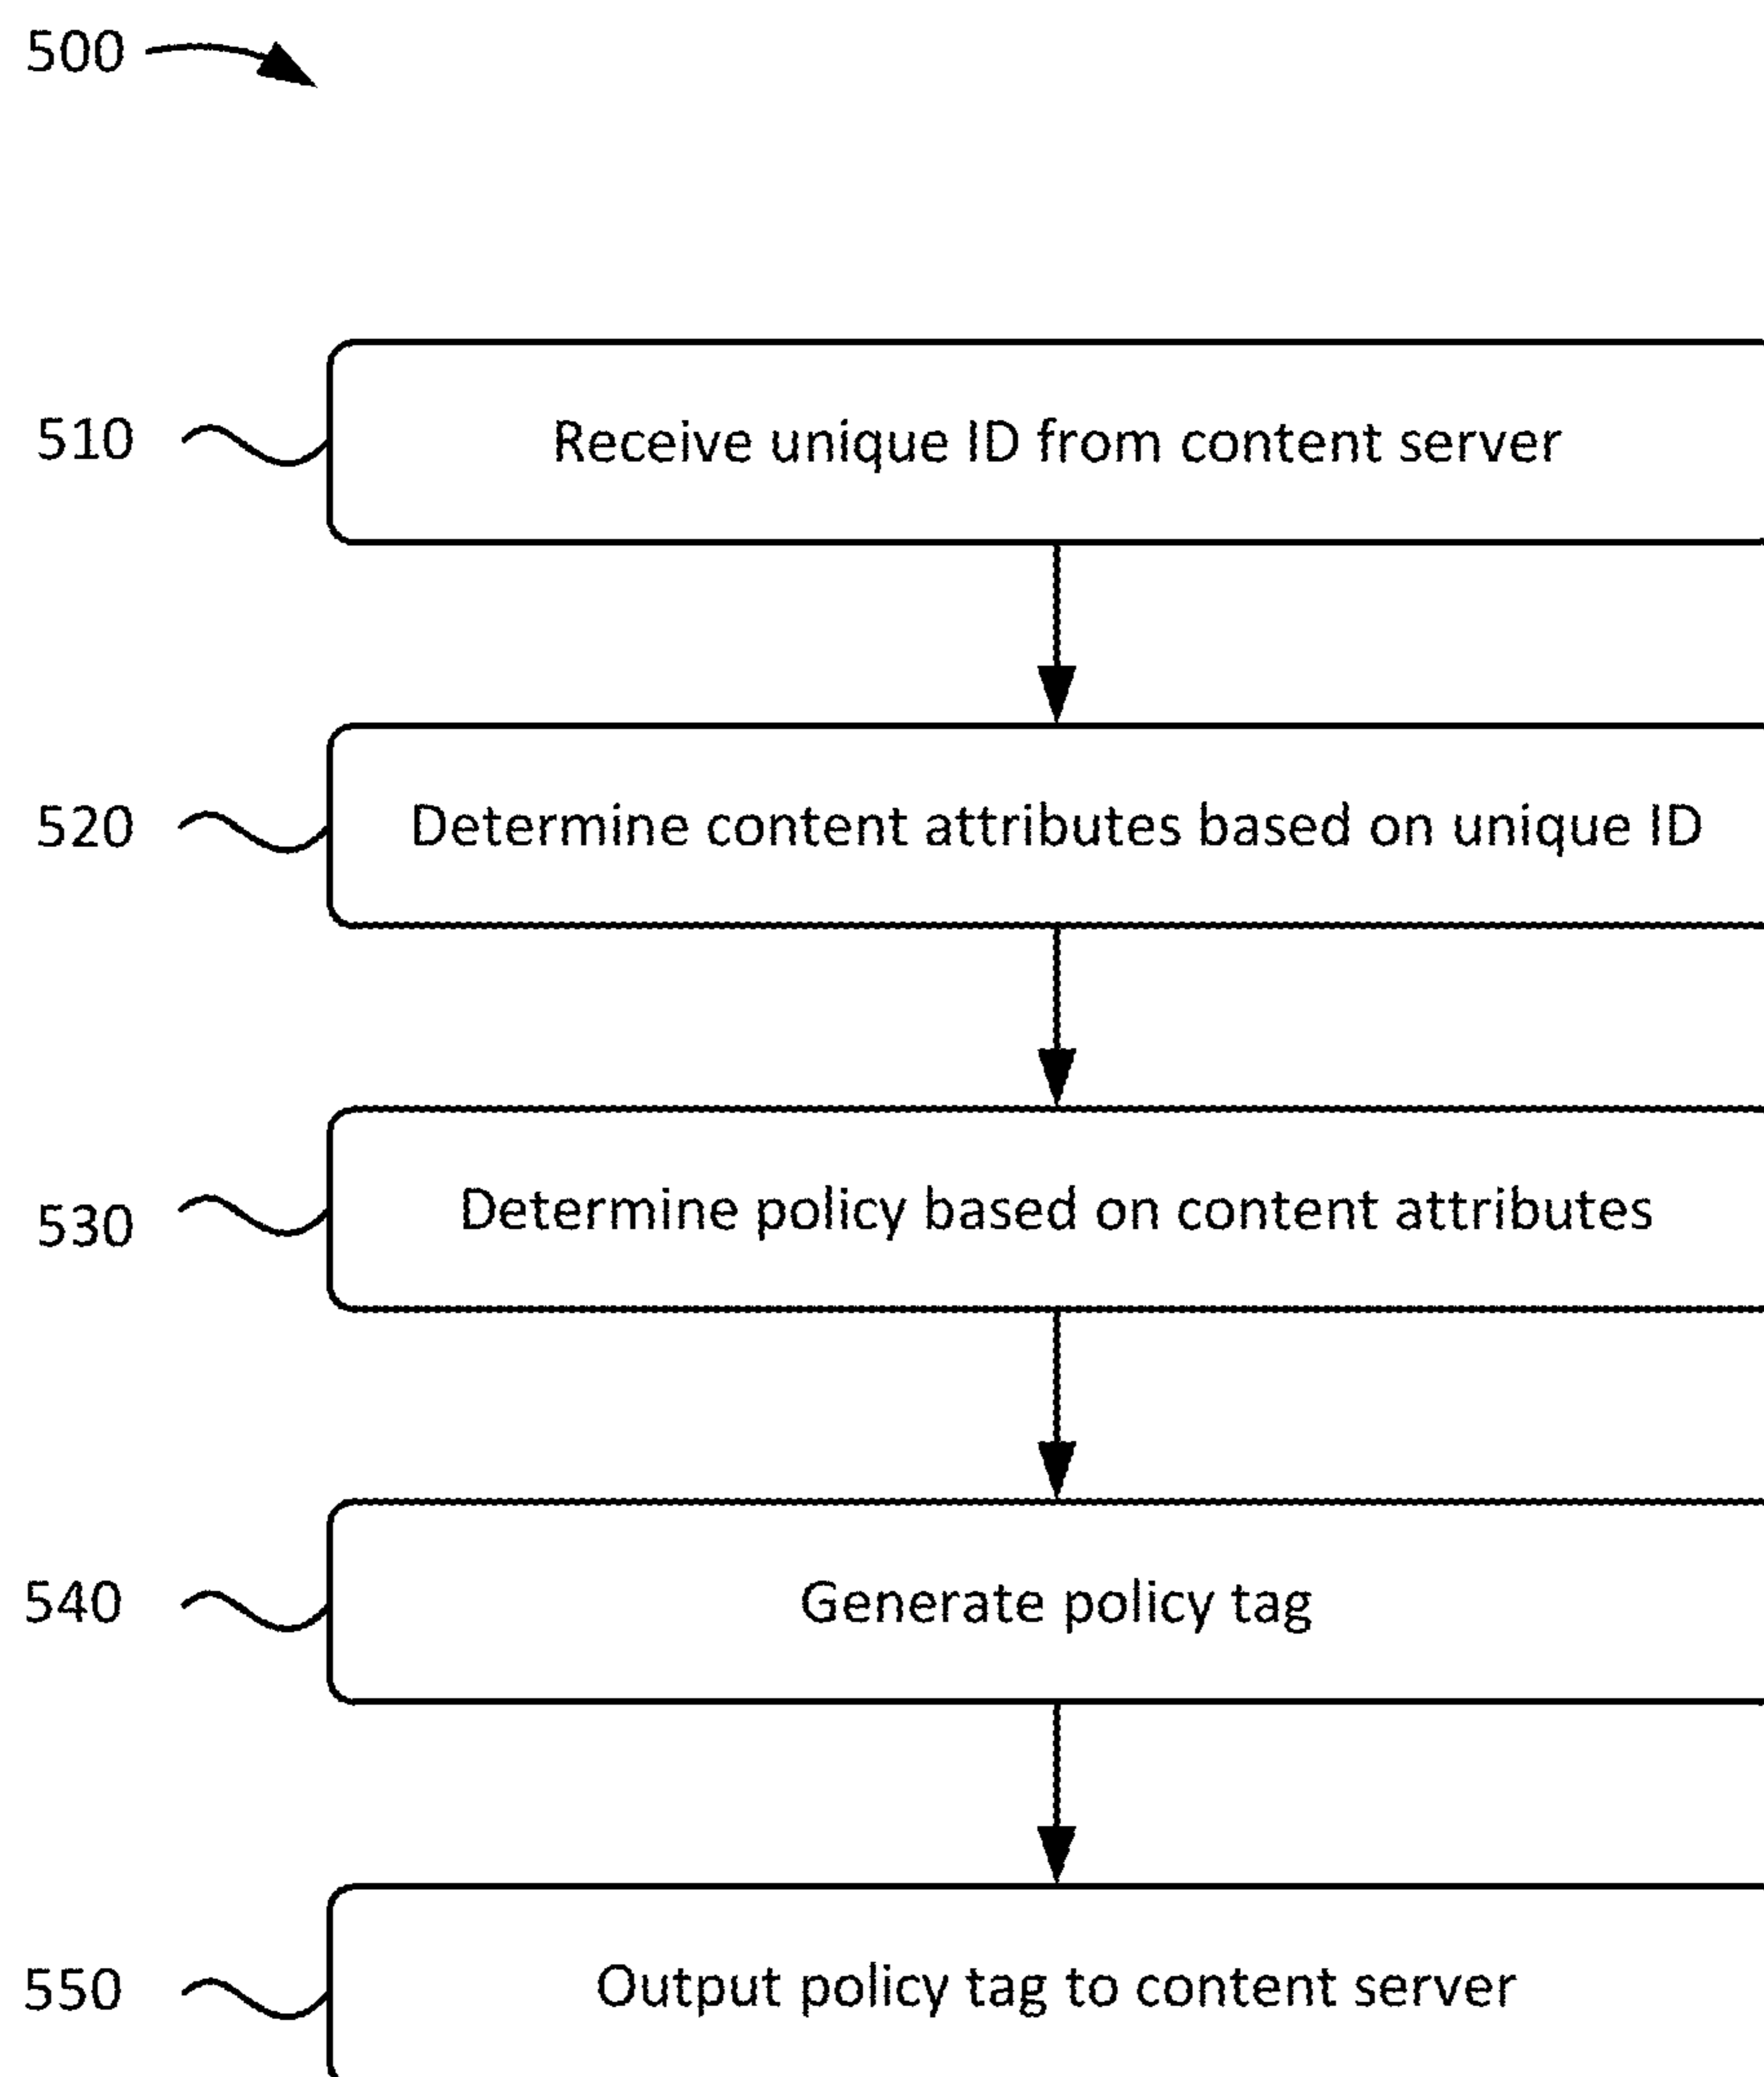 500
510 Receive unique ID from content server
520 Determine content attributes based on unique ID
530 Determine policy based on content attributes
540 Generate policy tag
550 Output policy tag to content server